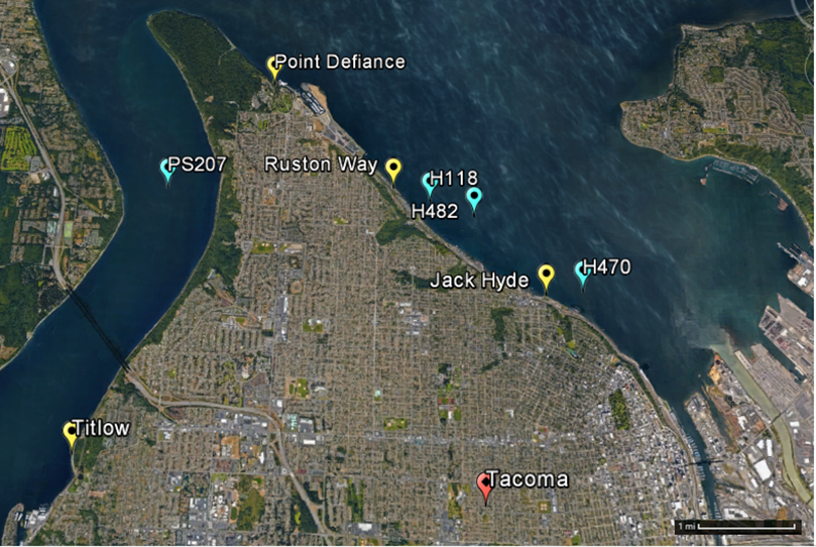 Point Defiance
PS207
Ruston Way
H118
H482
H470
Jack Hyde
Titlow
Tacoma
1 mi